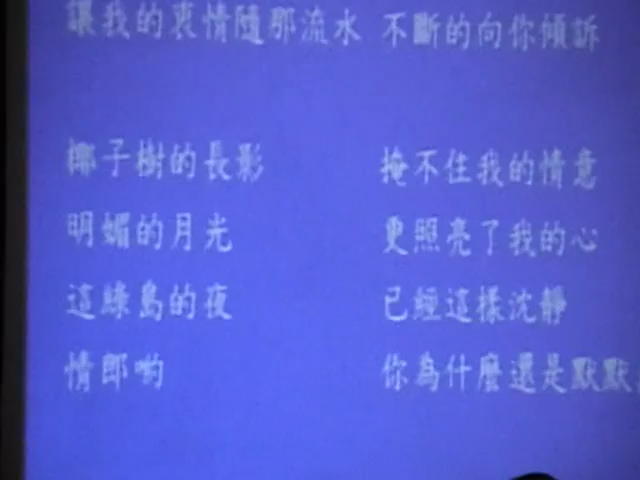 讓我的衷情隨那流水 不斷的向你傾訴
椰子樹的長影 掩不住我的情意
明媚的月光 更照亮了我的心
這綠島的夜 已經這樣沈靜
情郎喲 你為什麼還是默默